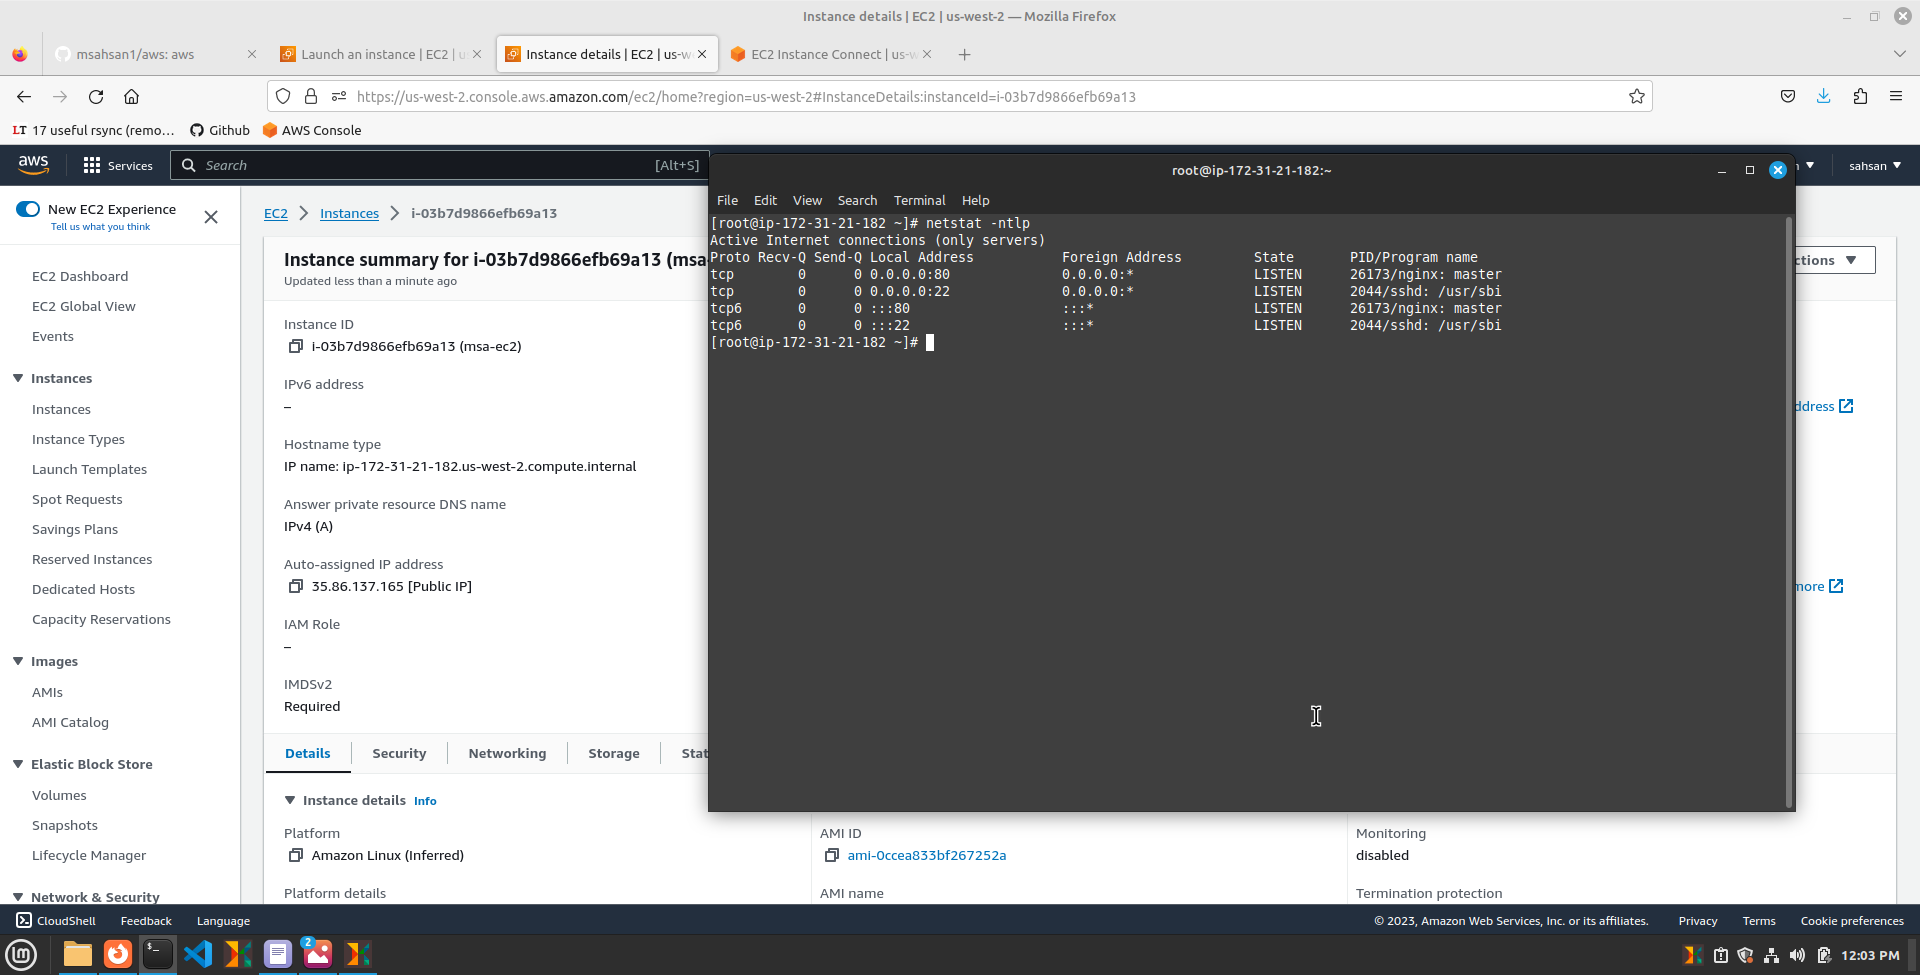 Instance details | EC2 | us-west-2 — Mozilla Firefox
msahsan1/aws: aws
Launch an instance | EC2 | u
Instance details | EC2 | us-w
EC2 Instance Connect | us-w
https://us-west-2.console.aws.amazon.com/ec2/home?region=us-west-2#InstanceDetails:instanceId=i-03b7d9866efb69a13
LT 17 useful rsync (remo…
Github
AWS Console
aws
Services
Search
[Alt+S]
sahsan
New EC2 Experience
Tell us what you think
EC2 Dashboard
EC2 Global View
Events
Instances
Instances
Instance Types
Launch Templates
Spot Requests
Savings Plans
Reserved Instances
Dedicated Hosts
Capacity Reservations
Images
AMIs
AMI Catalog
Elastic Block Store
Volumes
Snapshots
Lifecycle Manager
Network & Security
EC2 > Instances > i-03b7d9866efb69a13
Instance summary for i-03b7d9866efb69a13 (msa
Updated less than a minute ago
ctions
Instance ID
i-03b7d9866efb69a13 (msa-ec2)
IPv6 address
–
Hostname type
IP name: ip-172-31-21-182.us-west-2.compute.internal
Answer private resource DNS name
IPv4 (A)
Auto-assigned IP address
35.86.137.165 [Public IP]
IAM Role
–
IMDSv2
Required
ddress
more
Details
Security
Networking
Storage
Stat
Instance details Info
Platform
Amazon Linux (Inferred)
Platform details
AMI ID
ami-0ccea833bf267252a
AMI name
Monitoring
disabled
Termination protection
root@ip-172-31-21-182:~
File Edit View Search Terminal Help
[root@ip-172-31-21-182 ~]# netstat -ntlp
Active Internet connections (only servers)
Proto Recv-Q Send-Q Local Address           Foreign Address         State       PID/Program name
tcp        0      0 0.0.0.0:80              0.0.0.0:*               LISTEN      26173/nginx: master
tcp        0      0 0.0.0.0:22              0.0.0.0:*               LISTEN      2044/sshd: /usr/sbi
tcp6       0      0 :::80                   :::*                    LISTEN      26173/nginx: master
tcp6       0      0 :::22                   :::*                    LISTEN      2044/sshd: /usr/sbi
[root@ip-172-31-21-182 ~]#
CloudShell
Feedback
Language
© 2023, Amazon Web Services, Inc. or its affiliates.
Privacy
Terms
Cookie preferences
2
12:03 PM